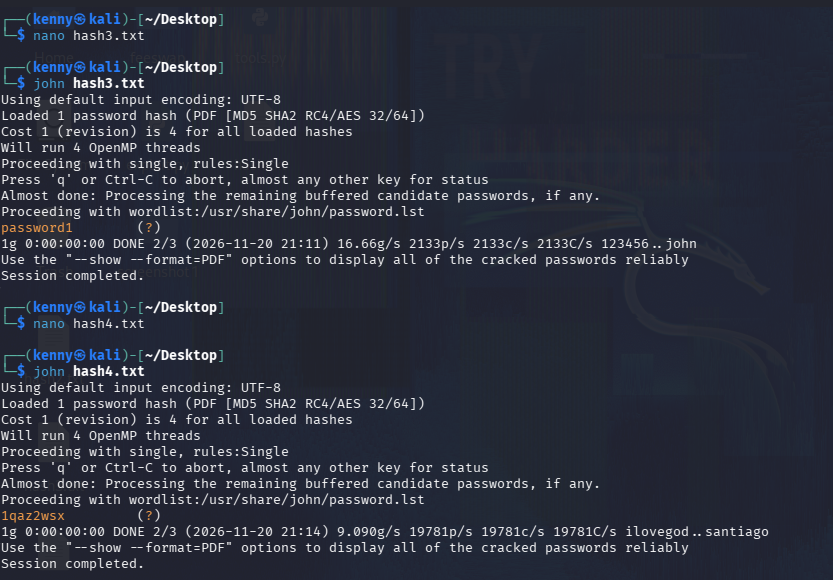 ┌──(kenny㉿kali)-[~/Desktop]
└─$ nano hash3.txt
┌──(kenny㉿kali)-[~/Desktop]
└─$ john hash3.txt
Using default input encoding: UTF-8
Loaded 1 password hash (PDF [MD5 SHA2 RC4/AES 32/64])
Cost 1 (revision) is 4 for all loaded hashes
Will run 4 OpenMP threads
Proceeding with single, rules:Single
Press 'q' or Ctrl-C to abort, almost any other key for status
Almost done: Processing the remaining buffered candidate passwords, if any.
Proceeding with wordlist:/usr/share/john/password.lst
password1        (?)
1g 0:00:00:00 DONE 2/3 (2026-11-20 21:11) 16.66g/s 2133p/s 2133c/s 2133C/s 123456..john
Use the "--show --format=PDF" options to display all of the cracked passwords reliably
Session completed.
┌──(kenny㉿kali)-[~/Desktop]
└─$ nano hash4.txt
┌──(kenny㉿kali)-[~/Desktop]
└─$ john hash4.txt
Using default input encoding: UTF-8
Loaded 1 password hash (PDF [MD5 SHA2 RC4/AES 32/64])
Cost 1 (revision) is 4 for all loaded hashes
Will run 4 OpenMP threads
Proceeding with single, rules:Single
Press 'q' or Ctrl-C to abort, almost any other key for status
Almost done: Processing the remaining buffered candidate passwords, if any.
Proceeding with wordlist:/usr/share/john/password.lst
1qaz2wsx         (?)
1g 0:00:00:00 DONE 2/3 (2026-11-20 21:14) 9.090g/s 19781p/s 19781c/s 19781C/s ilovegod..santiago
Use the "--show --format=PDF" options to display all of the cracked passwords reliably
Session completed.
TRY
HARDER